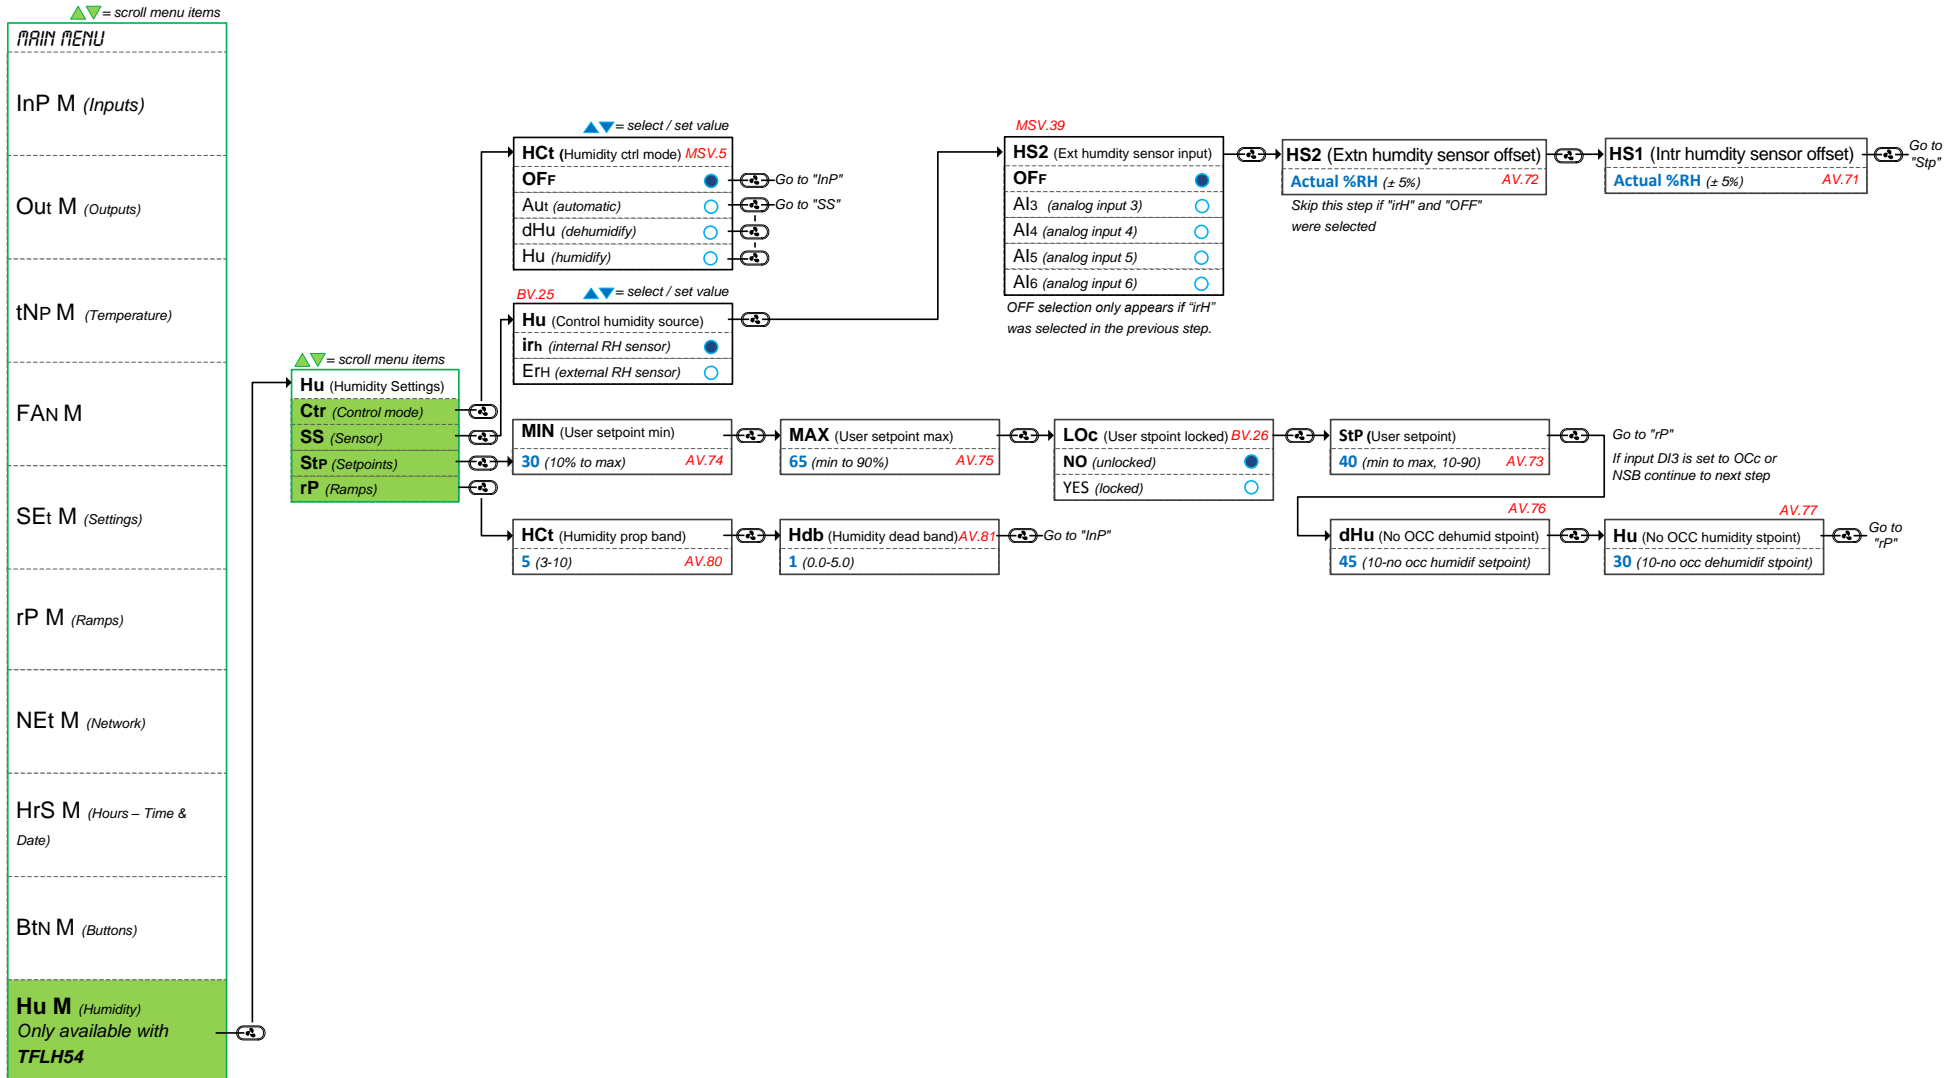 = scroll menu items
MAIN MENU
InP M (Inputs)
Out M (Outputs)
tNP M (Temperature)
FAN M
SEt M (Settings)
rP M (Ramps)
NEt M (Network)
HrS M (Hours – Time &
Date)
BtN M (Buttons)
Hu M (Humidity)
Only available with
TFLH54
= scroll menu items
Hu (Humidity Settings)
Ctr (Control mode)
SS (Sensor)
StP (Setpoints)
rP (Ramps)
= select / set value
HCt (Humidity ctrl mode) MSV.5
OFF
Go to "InP"
Aut (automatic)
Go to "SS"
dHu (dehumidify)
Hu (humidify)
BV.25
= select / set value
Hu (Control humidity source)
irh (internal RH sensor)
ErH (external RH sensor)
MSV.39
HS2 (Ext humdity sensor input)
OFF
AI3 (analog input 3)
AI4 (analog input 4)
AI5 (analog input 5)
AI6 (analog input 6)
OFF selection only appears if “irH”
was selected in the previous step.
HS2 (Extn humdity sensor offset)
Actual %RH (± 5%) AV.72
Skip this step if "irH" and "OFF"
were selected
HS1 (Intr humdity sensor offset)
Actual %RH (± 5%) AV.71
Go to
"Stp"
MIN (User setpoint min)
30 (10% to max) AV.74
MAX (User setpoint max)
65 (min to 90%) AV.75
LOc (User stpoint locked) BV.26
NO (unlocked)
YES (locked)
StP (User setpoint)
40 (min to max, 10-90) AV.73
Go to "rP"
If input DI3 is set to OCc or
NSB continue to next step
HCt (Humidity prop band)
5 (3-10) AV.80
Hdb (Humidity dead band) AV.81
1 (0.0-5.0)
Go to "InP"
AV.76
dHu (No OCC dehumid stpoint)
45 (10-no occ humidif setpoint)
AV.77
Hu (No OCC humidity stpoint)
30 (10-no occ dehumidif stpoint)
Go to
"rP"